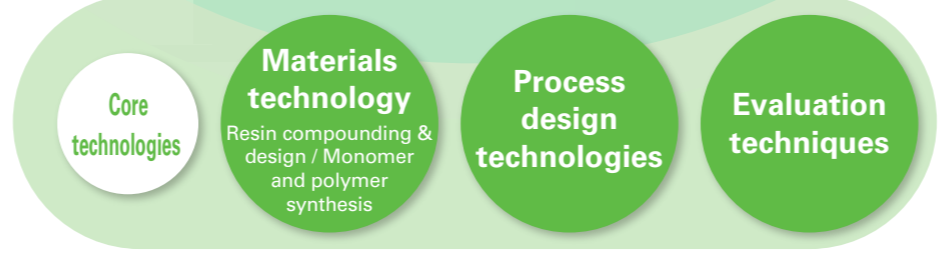 Core
technologies
Materials
technology
Resin compounding &
design / Monomer
and polymer
synthesis
Process
design
technologies
Evaluation
techniques